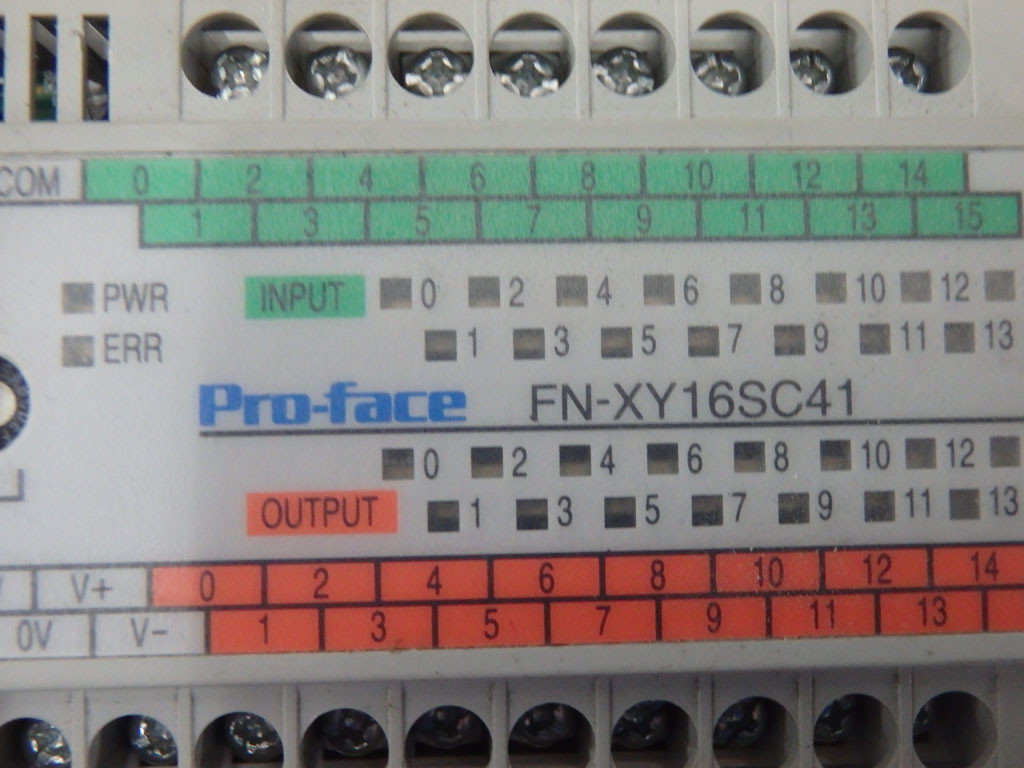 COM 0 2 4 6 8 10 12 14
1 3 5 7 9 11 13 15
PWR INPUT 0 2 4 6 8 10 12
ERR 1 3 5 7 9 11 13
Pro-face FN-XY16SC41
0 2 4 6 8 10 12
OUTPUT 1 3 5 7 9 11 13
V+ 0 2 4 6 8 10 12 14
0V V- 1 3 5 7 9 11 13